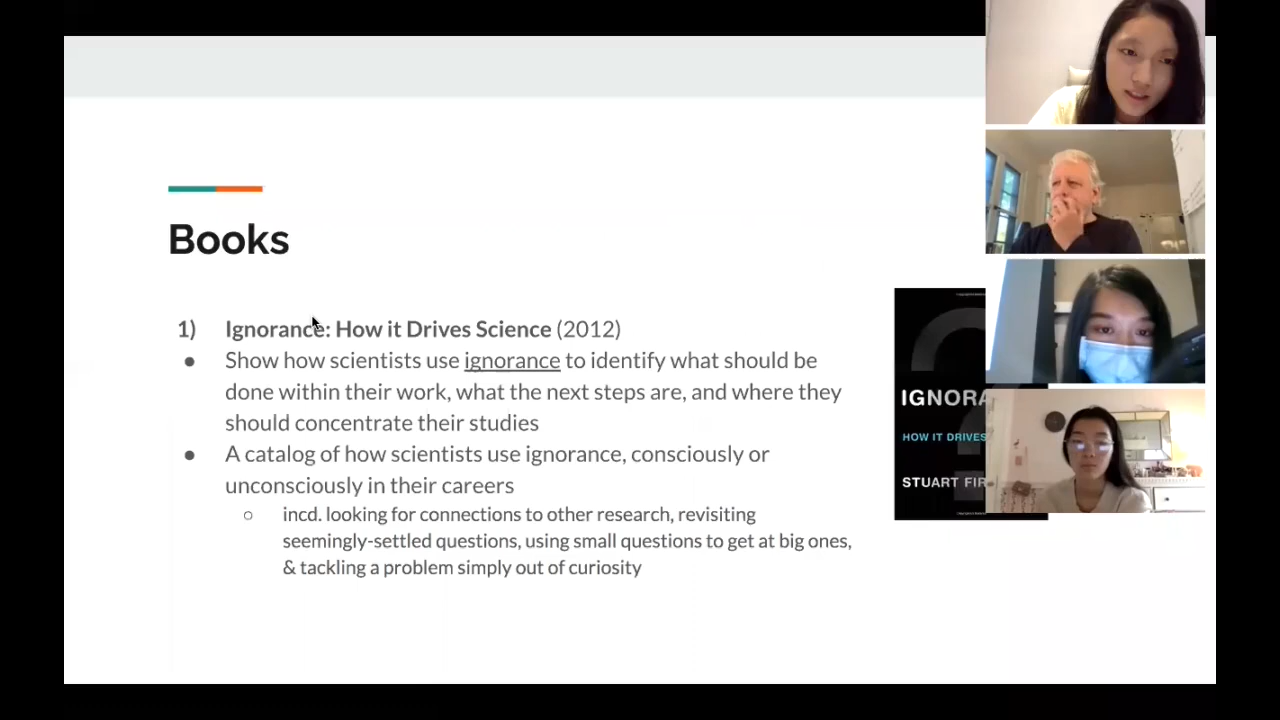 Books
1) Ignorance: How it Drives Science (2012)
● Show how scientists use ignorance to identify what should be
done within their work, what the next steps are, and where they
should concentrate their studies
● A catalog of how scientists use ignorance, consciously or
unconsciously in their careers
○ incd. looking for connections to other research, revisiting
seemingly-settled questions, using small questions to get at big ones,
& tackling a problem simply out of curiosity
IGNORA
HOW IT DRIVES
STUART FIR